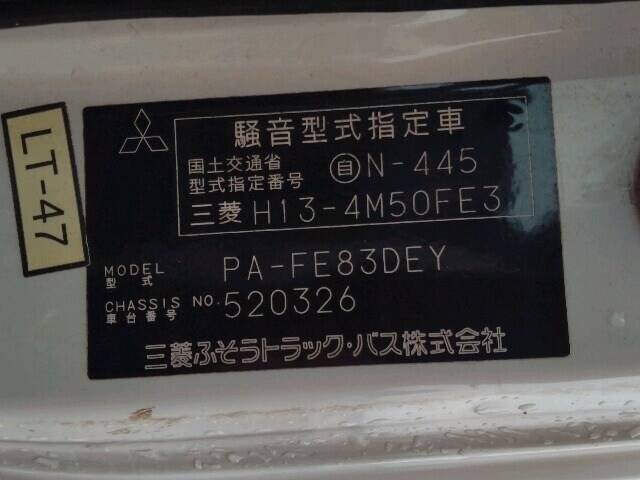 LT-47
騒音型式指定車
国土交通省
型式指定番号 自N-445
三菱 H13-4M50FE3
MODEL
型式 PA-FE83DEY
CHASSIS NO.
車台番号 520326
三菱ふそうトラック・バス株式会社